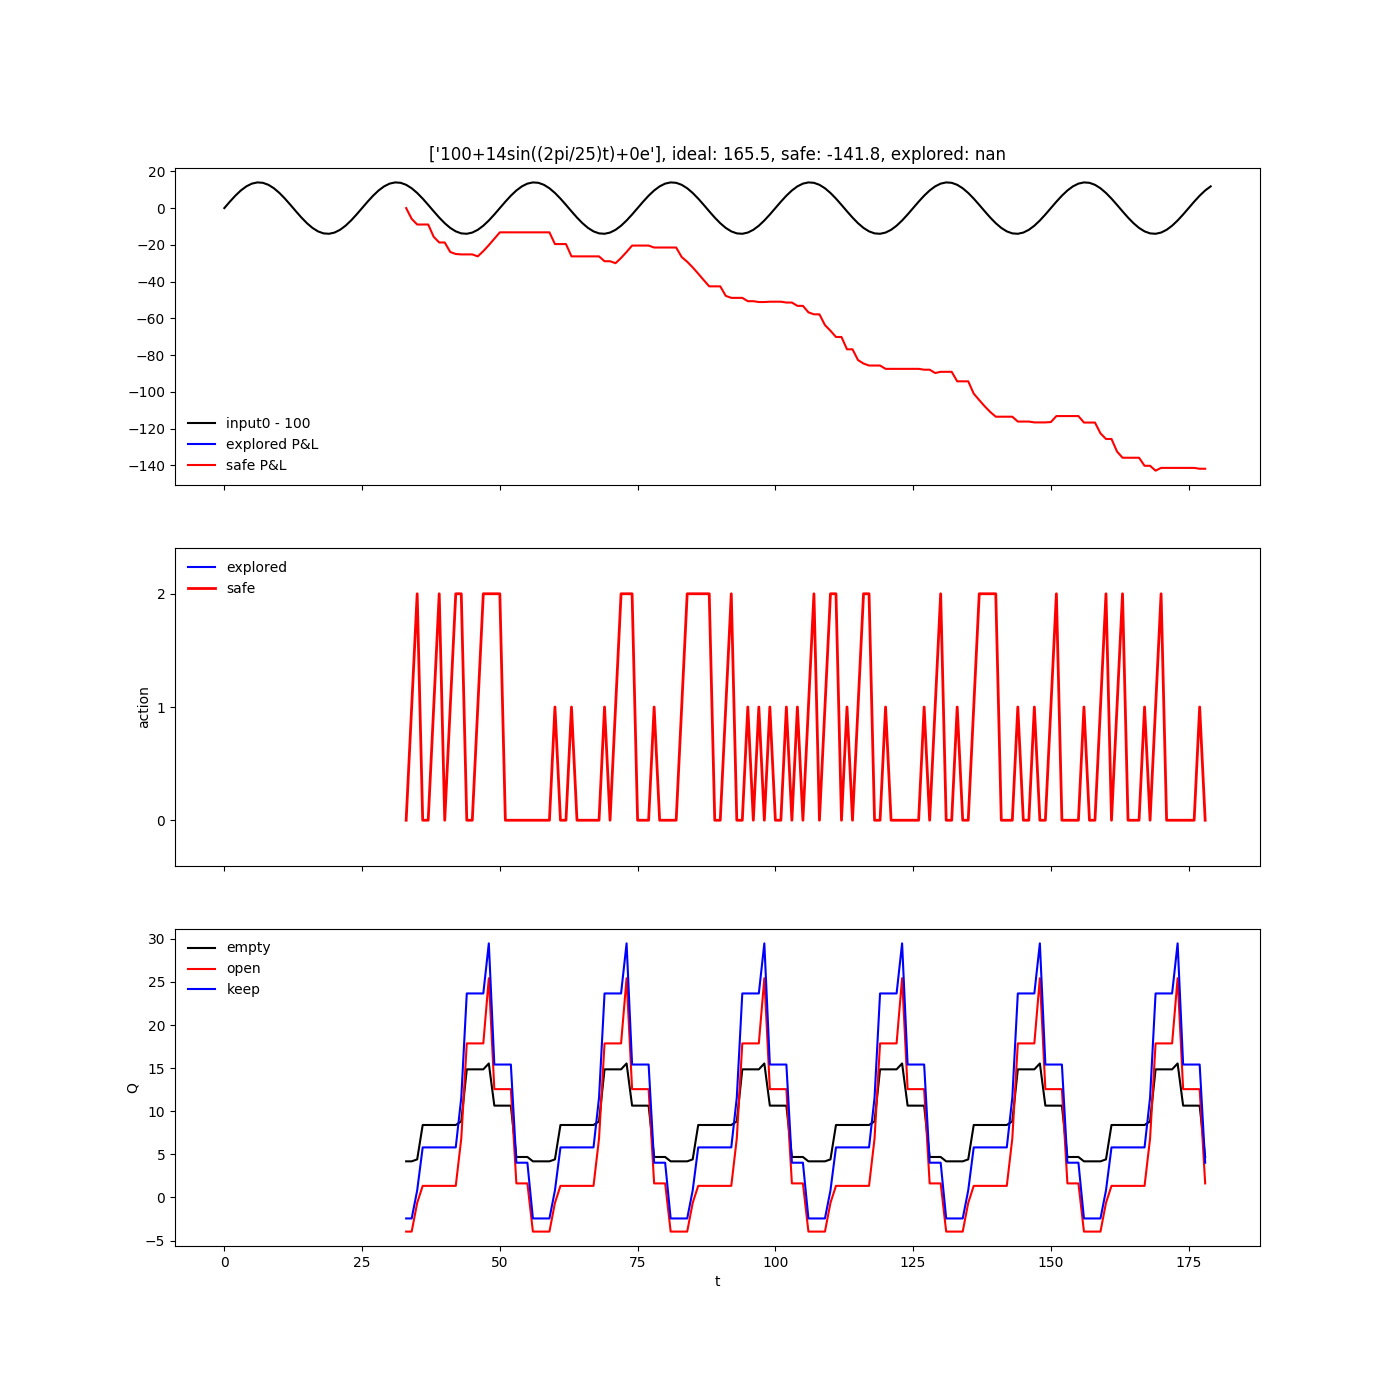 ['100+14sin((2pi/25)t)+0e'], ideal: 165.5, safe: -141.8, explored: nan
20
0
−20
−40
−60
−80
−100
−120
−140
input0 - 100
explored P&L
safe P&L
explored
safe
2
1
0
action
empty
open
keep
30
25
20
15
10
5
0
−5
Q
0 25 50 75 100 125 150 175
t